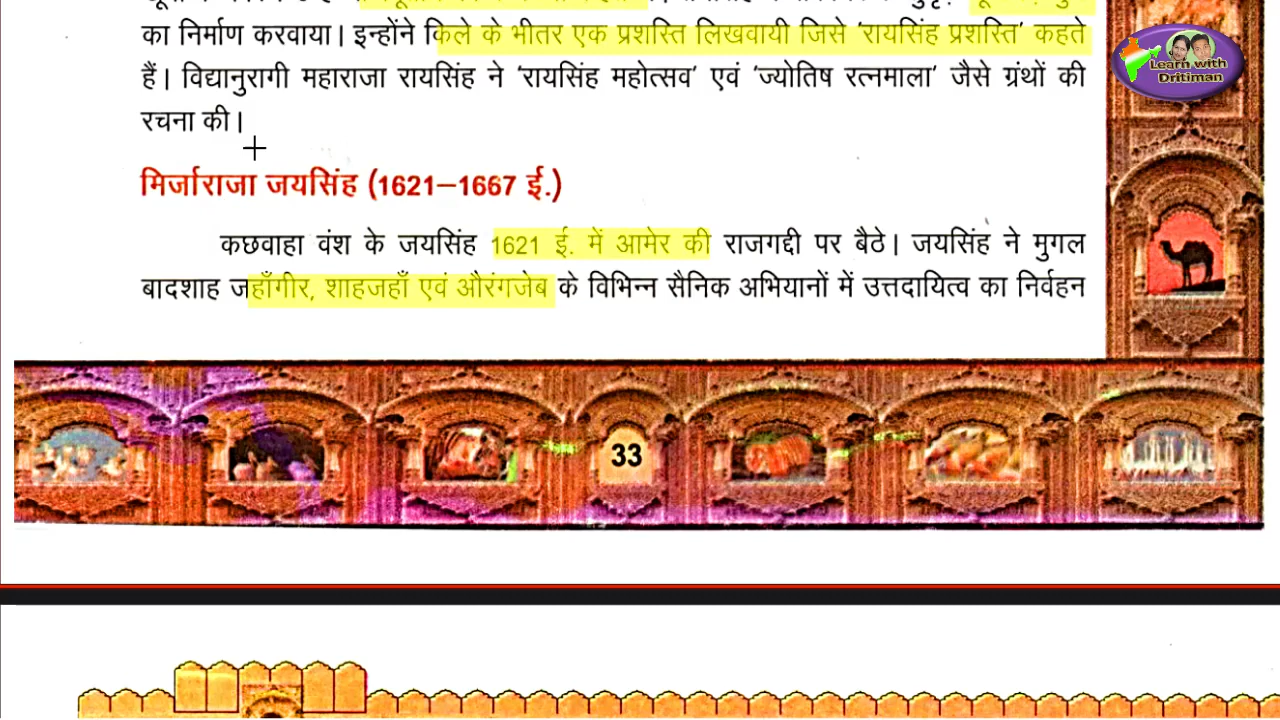 का निर्माण करवाया। इन्होंने किले के भीतर एक प्रशस्ति लिखवायी जिसे ‘रायसिंह प्रशस्ति’ कहते
हैं। विद्यानुरागी महाराजा रायसिंह ने ‘रायसिंह महोत्सव’ एवं ‘ज्योतिष रत्नमाला’ जैसे ग्रंथों की
रचना की।
मिर्जाराजा जयसिंह (1621–1667 ई.)
कछवाहा वंश के जयसिंह 1621 ई. में आमेर की राजगद्दी पर बैठे। जयसिंह ने मुगल
बादशाह जहाँगीर, शाहजहाँ एवं औरंगजेब के विभिन्न सैनिक अभियानों में उत्तदायित्व का निर्वहन
33
Learn with
Dritiman